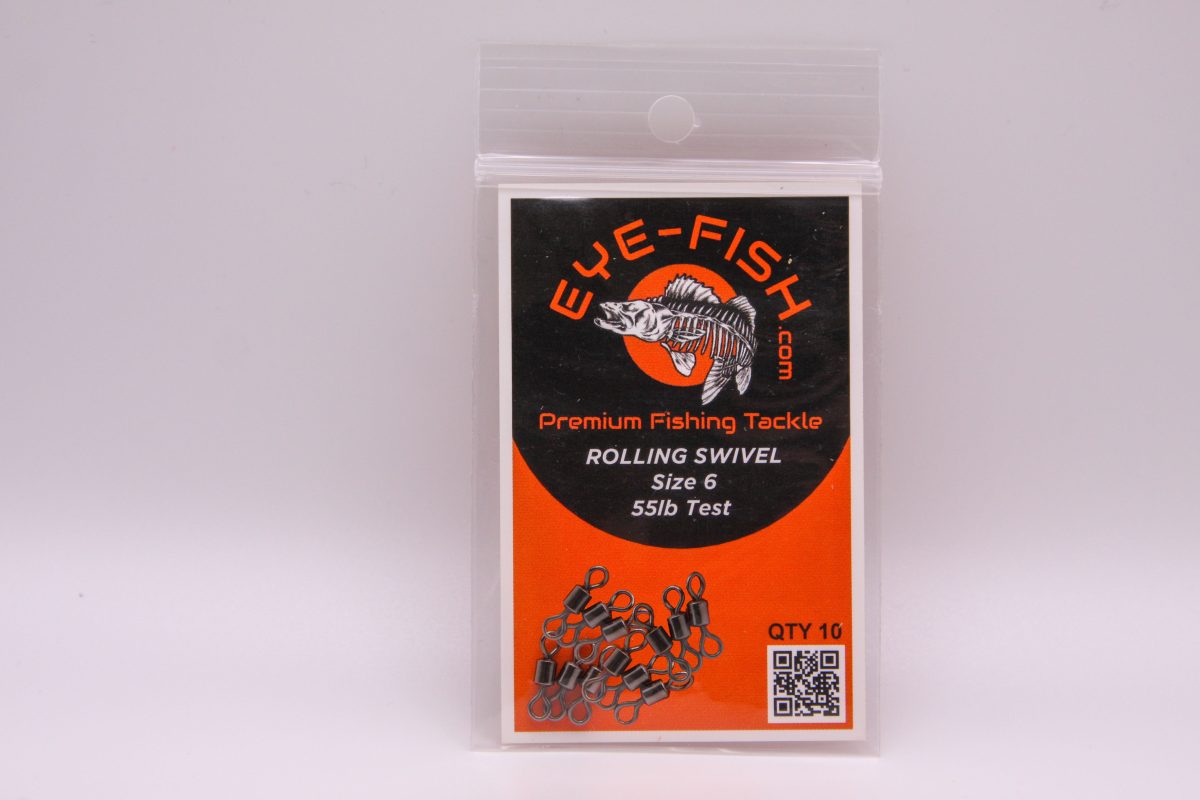 EYE-FISH
.com
Premium Fishing Tackle
ROLLING SWIVEL
Size 6
55lb Test
QTY 10